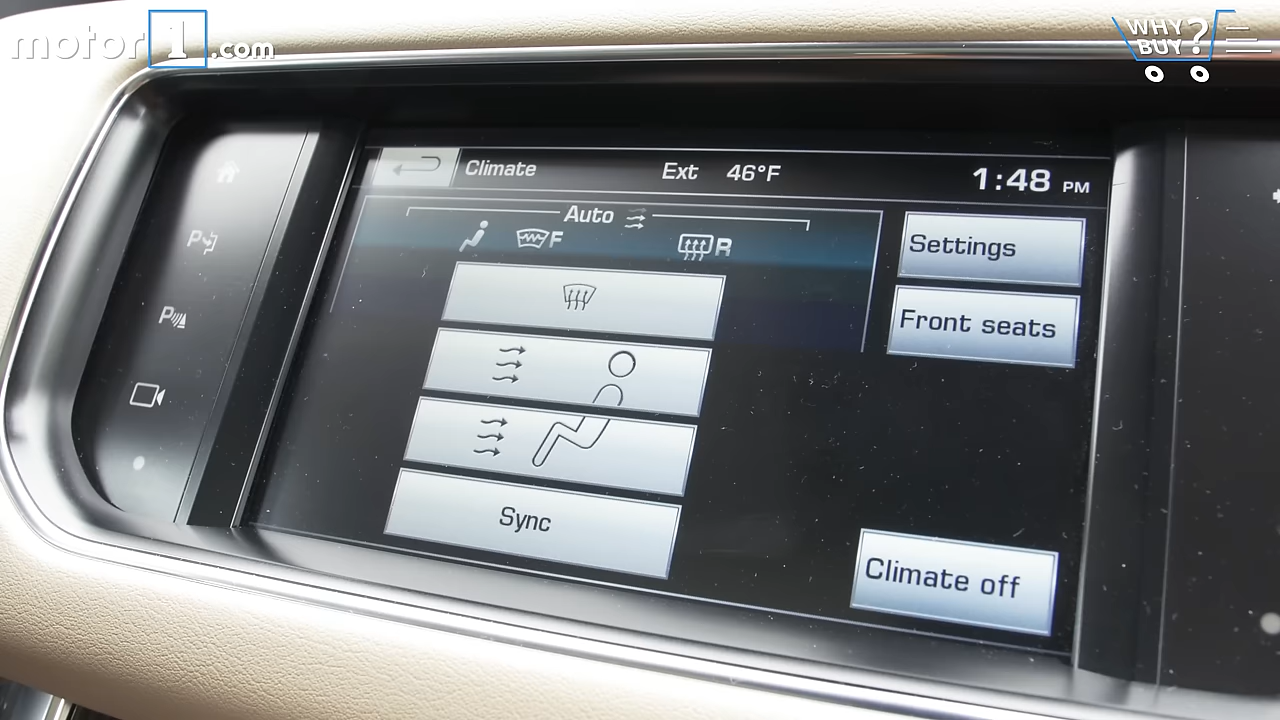 motor1.com
WHY
BUY?
Climate
Ext 46°F
1:48 PM
Auto
F
R
Settings
Front seats
P
P
Sync
Climate off